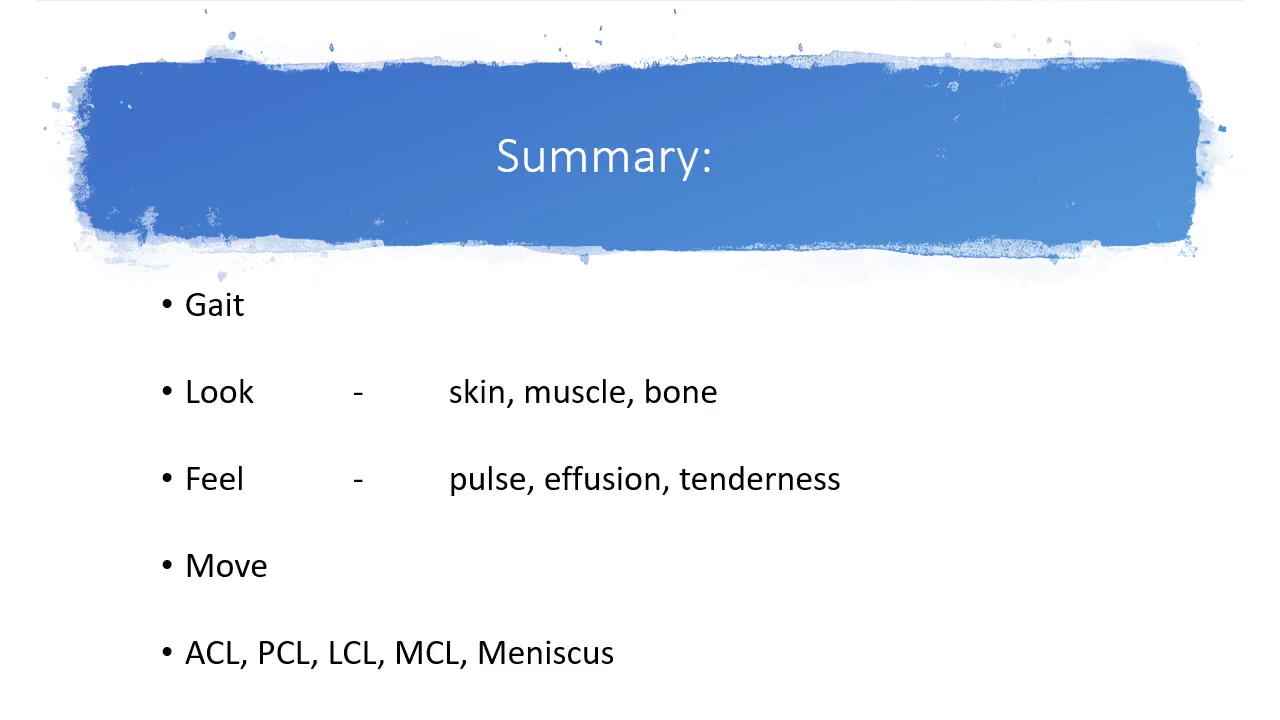 Summary:
• Gait
• Look - skin, muscle, bone
• Feel - pulse, effusion, tenderness
• Move
• ACL, PCL, LCL, MCL, Meniscus